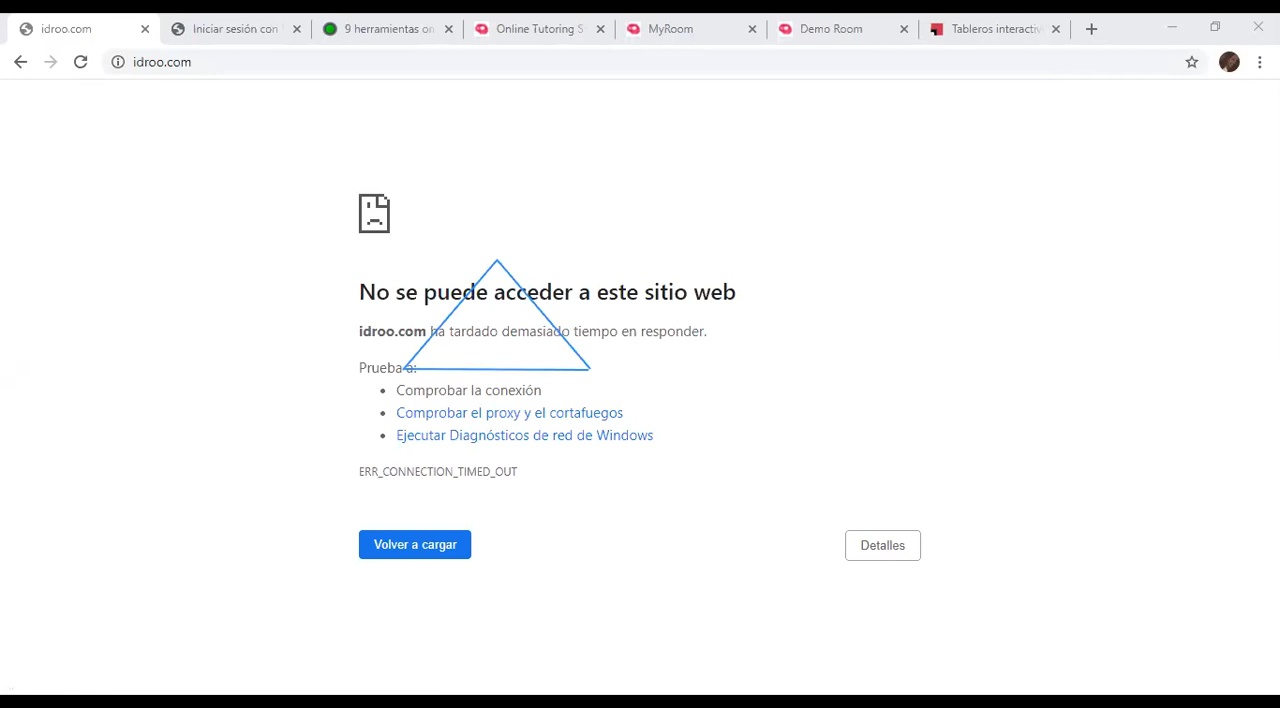 idroo.com
Iniciar sesión con
9 herramientas on
Online Tutoring S
MyRoom
Demo Room
Tableros interactiv
idroo.com
No se puede acceder a este sitio web
idroo.com ha tardado demasiado tiempo en responder.
Prueba a:
Comprobar la conexión
Comprobar el proxy y el cortafuegos
Ejecutar Diagnósticos de red de Windows
ERR_CONNECTION_TIMED_OUT
Volver a cargar
Detalles